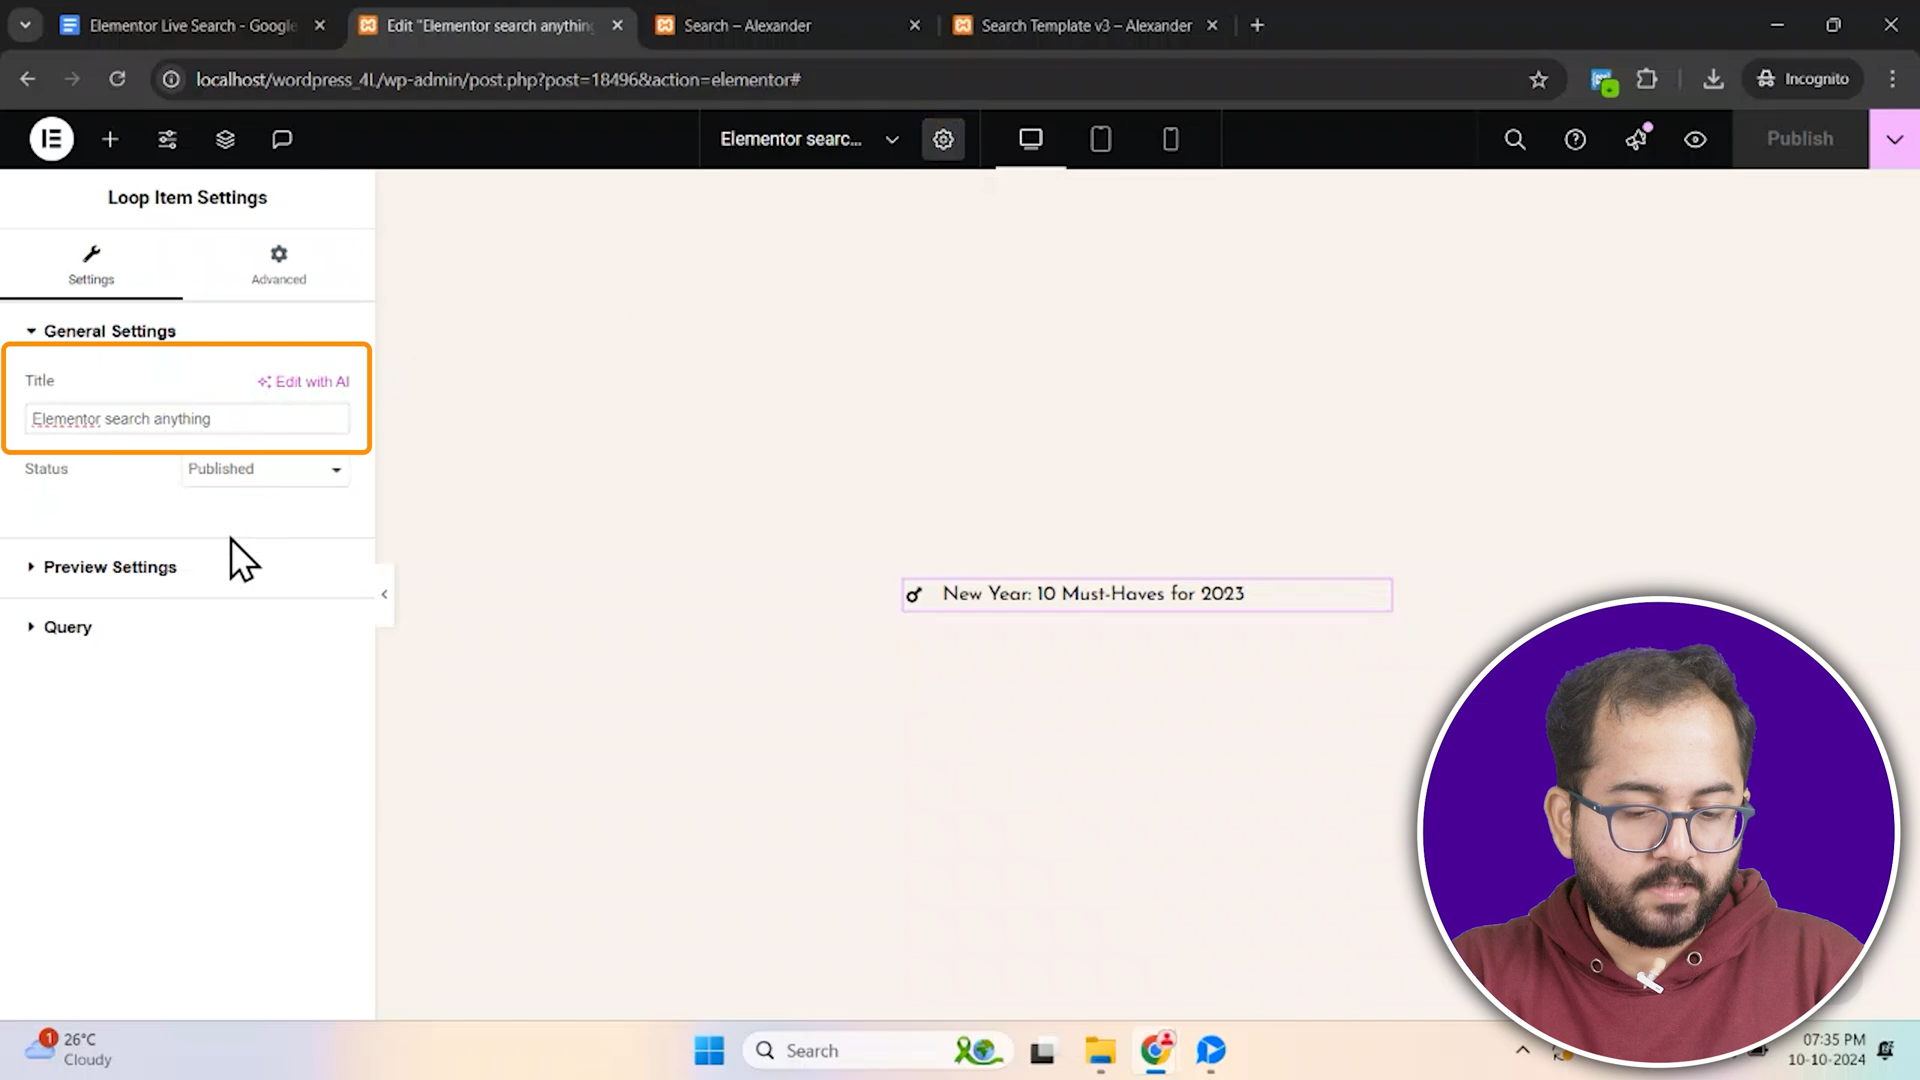 Elementor Live Search - Google
Edit "Elementor search anything
Search – Alexander
Search Template v3 – Alexander
localhost/wordpress_4L/wp-admin/post.php?post=18496&action=elementor#
Incognito
Elementor searc...
Publish
Loop Item Settings
Settings
Advanced
General Settings
Title
Edit with AI
Elementor search anything
Status
Published
Preview Settings
Query
New Year: 10 Must-Haves for 2023
1
26°C
Cloudy
Search
07:35 PM
10-10-2024